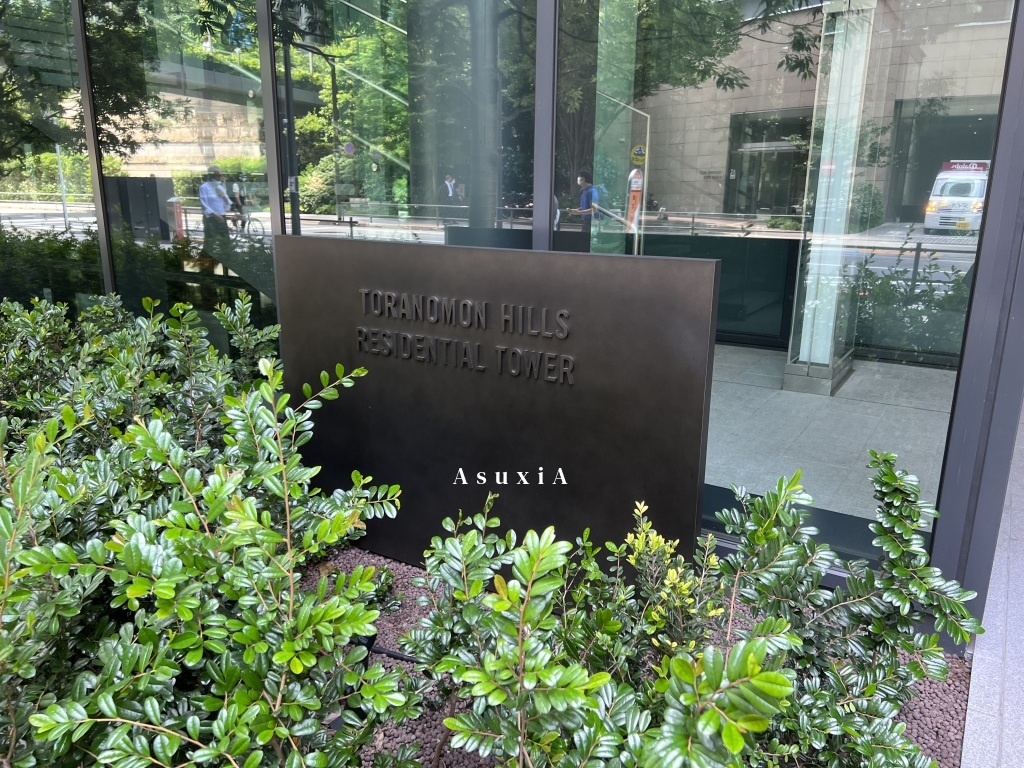 TORANOMON HILLS
RESIDENTIAL TOWER
AsuxiA